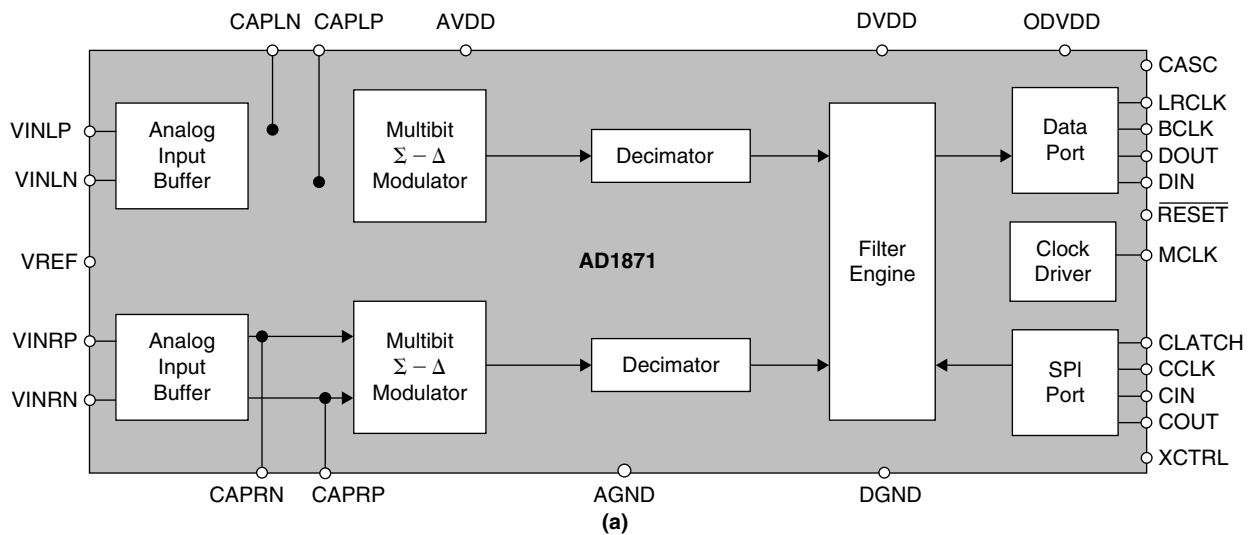 CAPLN CAPLP AVDD DVDD ODVDD
CASC
VINLP
VINLN
Analog
Input
Buffer
Multibit
Σ – Δ
Modulator
Decimator
Filter
Engine
Data
Port
LRCLK
BCLK
DOUT
DIN
RESET
VREF
AD1871
Clock
Driver
MCLK
VINRP
VINRN
Analog
Input
Buffer
Multibit
Σ – Δ
Modulator
Decimator
SPI
Port
CLATCH
CCLK
CIN
COUT
XCTRL
CAPRN CAPRP AGND DGND
(a)